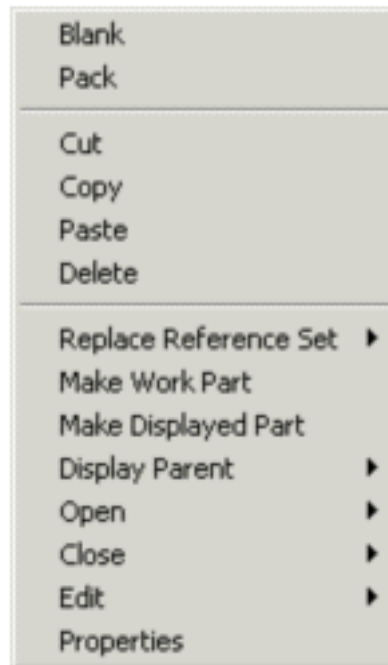 Blank
Pack
Cut
Copy
Paste
Delete
Replace Reference Set
Make Work Part
Make Displayed Part
Display Parent
Open
Close
Edit
Properties